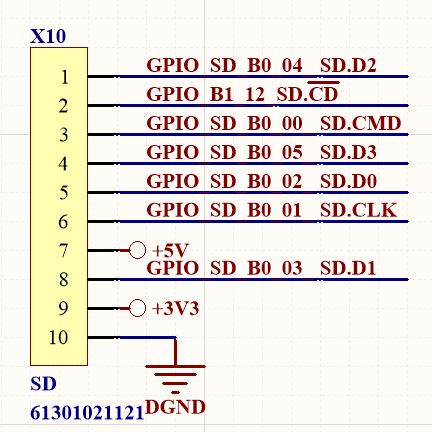 X10
1 GPIO SD B0 04 SD.D2
2 GPIO B1 12 SD.C̅D̅
3 GPIO SD B0 00 SD.CMD
4 GPIO SD B0 05 SD.D3
5 GPIO SD B0 02 SD.D0
6 GPIO SD B0 01 SD.CLK
7 +5V
8 GPIO SD B0 03 SD.D1
9 +3V3
10
SD
61301021121 DGND